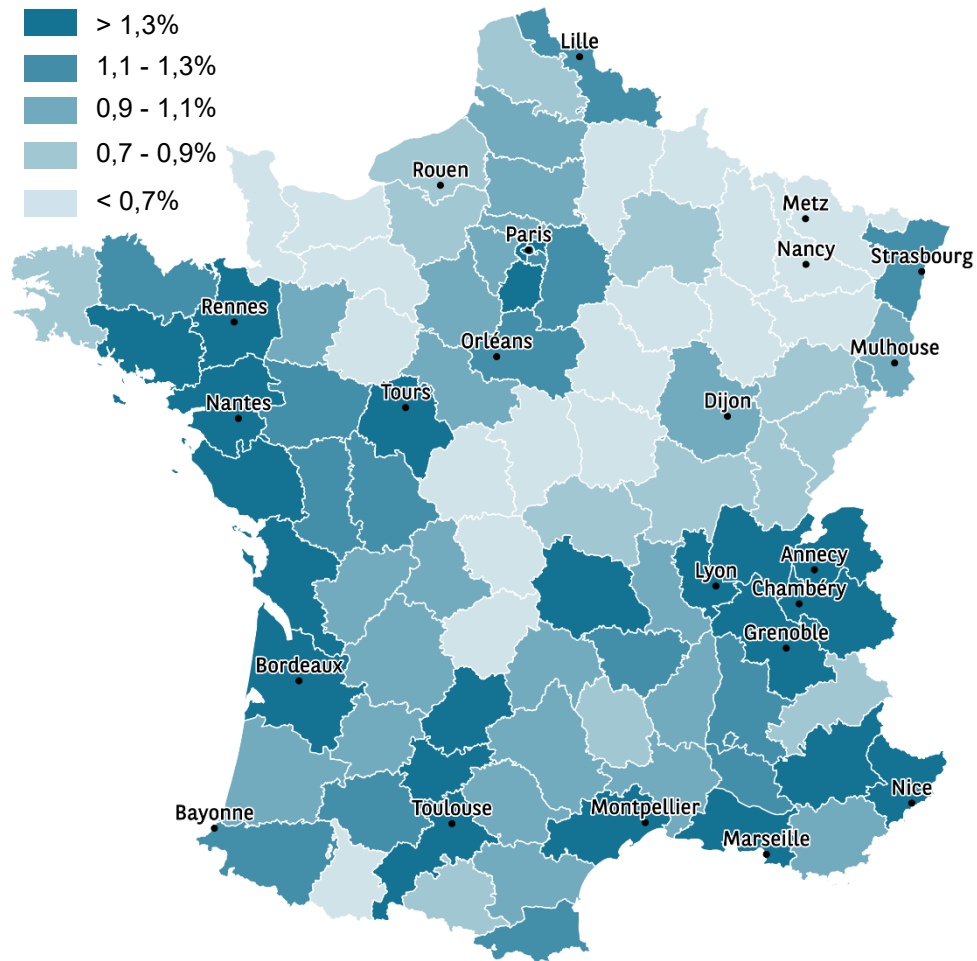 > 1,3%
1,1 - 1,3%
0,9 - 1,1%
0,7 - 0,9%
< 0,7%
Lille
Rouen
Metz
Paris
Nancy
Strasbourg
Rennes
Orléans
Mulhouse
Tours
Nantes
Dijon
Annecy
Lyon
Chambéry
Grenoble
Bordeaux
Nice
Bayonne
Toulouse
Montpellier
Marseille